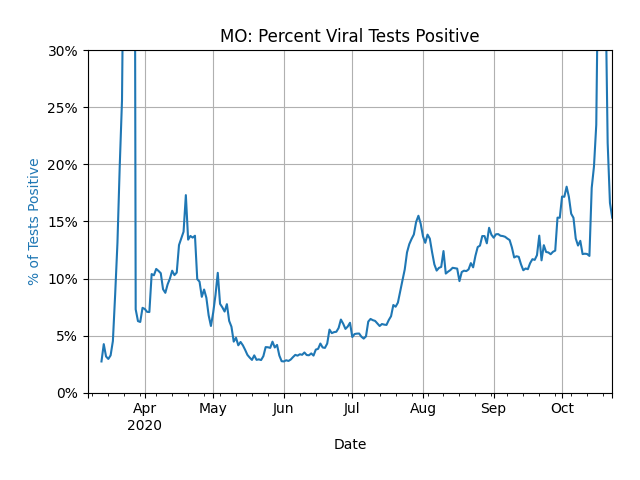 MO: Percent Viral Tests Positive
30%
25%
20%
15%
10%
5%
0%
% of Tests Positive
Apr May Jun Jul Aug Sep Oct
2020
Date